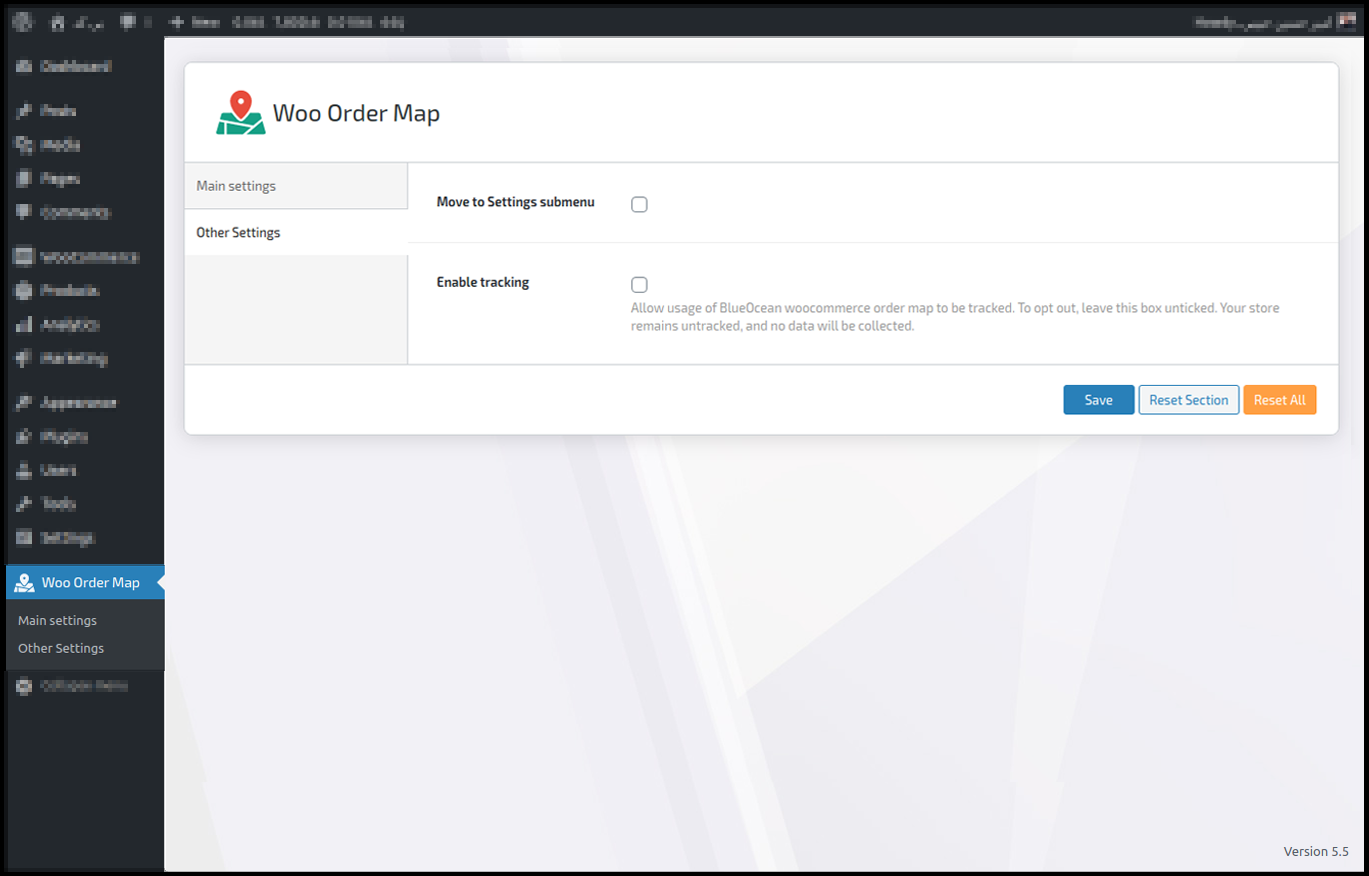 Woo Order Map
Main settings
Other Settings
Move to Settings submenu
Enable tracking
Allow usage of BlueOcean woocommerce order map to be tracked. To opt out, leave this box unticked. Your store
remains untracked, and no data will be collected.
Save
Reset Section
Reset All
Dashboard
Posts
Media
Pages
Comments
WooCommerce
Products
Analytics
Marketing
Appearance
Plugins
Users
Tools
Settings
Woo Order Map
Main settings
Other Settings
Collapse menu
Version 5.5